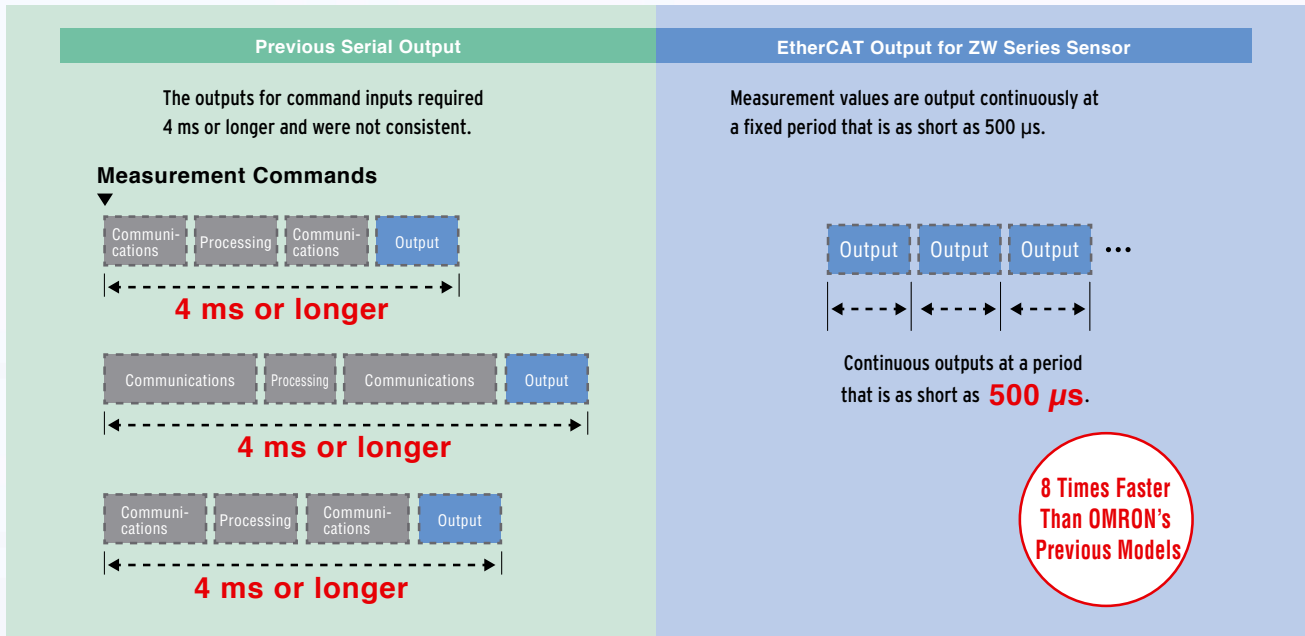 Previous Serial Output
The outputs for command inputs required
4 ms or longer and were not consistent.
Measurement Commands
Communi-
cations
Processing
Communi-
cations
Output
4 ms or longer
Communications
Processing
Communications
Output
4 ms or longer
Communi-
cations
Processing
Communi-
cations
Output
4 ms or longer
EtherCAT Output for ZW Series Sensor
Measurement values are output continuously at
a fixed period that is as short as 500 µs.
Output
Output
Output
...
Continuous outputs at a period
that is as short as 500 µs.
8 Times Faster
Than OMRON's
Previous Models